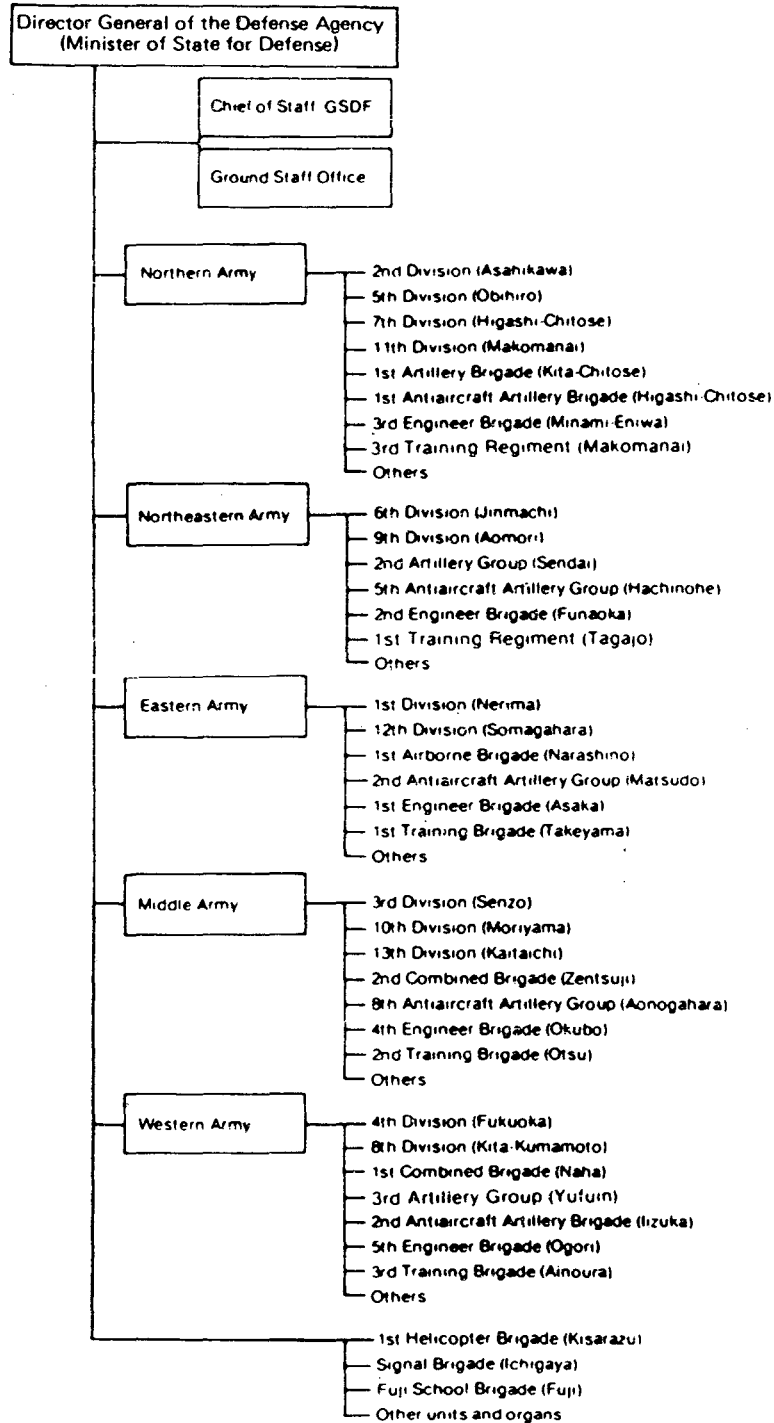 Director General of the Defense Agency
(Minister of State for Defense)
Chief of Staff GSDF
Ground Staff Office
Northern Army
2nd Division (Asahikawa)
5th Division (Obihiro)
7th Division (Higashi-Chitose)
11th Division (Makomanai)
1st Artillery Brigade (Kita-Chitose)
1st Antiaircraft Artillery Brigade (Higashi-Chitose)
3rd Engineer Brigade (Minami-Eniwa)
3rd Training Regiment (Makomanai)
Others
Northeastern Army
6th Division (Jinmachi)
9th Division (Aomori)
2nd Artillery Group (Sendai)
5th Antiaircraft Artillery Group (Hachinohe)
2nd Engineer Brigade (Funaoka)
1st Training Regiment (Tagajo)
Others
Eastern Army
1st Division (Nerima)
12th Division (Somagahara)
1st Airborne Brigade (Narashino)
2nd Antiaircraft Artillery Group (Matsudo)
1st Engineer Brigade (Asaka)
1st Training Brigade (Takeyama)
Others
Middle Army
3rd Division (Senzo)
10th Division (Moriyama)
13th Division (Kaitaichi)
2nd Combined Brigade (Zentsuji)
8th Antiaircraft Artillery Group (Aonogahara)
4th Engineer Brigade (Okubo)
2nd Training Brigade (Otsu)
Others
Western Army
4th Division (Fukuoka)
8th Division (Kita-Kumamoto)
1st Combined Brigade (Naha)
3rd Artillery Group (Yufuin)
2nd Antiaircraft Artillery Brigade (Iizuka)
5th Engineer Brigade (Ogori)
3rd Training Brigade (Ainoura)
Others
1st Helicopter Brigade (Kisarazu)
Signal Brigade (Ichigaya)
Fuji School Brigade (Fuji)
Other units and organs